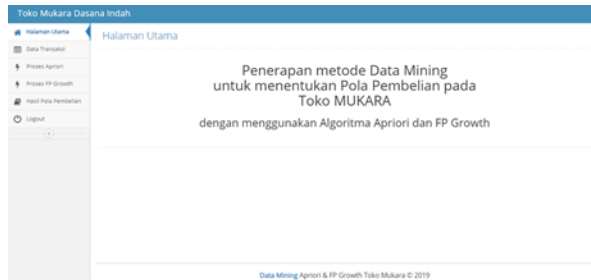 Toko Mukara Dasana Indah
Halaman Utama
Data Transaksi
Proses Apriori
Proses FP Growth
Hasil Pola Pembelian
Logout
Halaman Utama
Penerapan metode Data Mining
untuk menentukan Pola Pembelian pada
Toko MUKARA
dengan menggunakan Algoritma Apriori dan FP Growth
Data Mining Apriori & FP Growth Toko Mukara © 2019